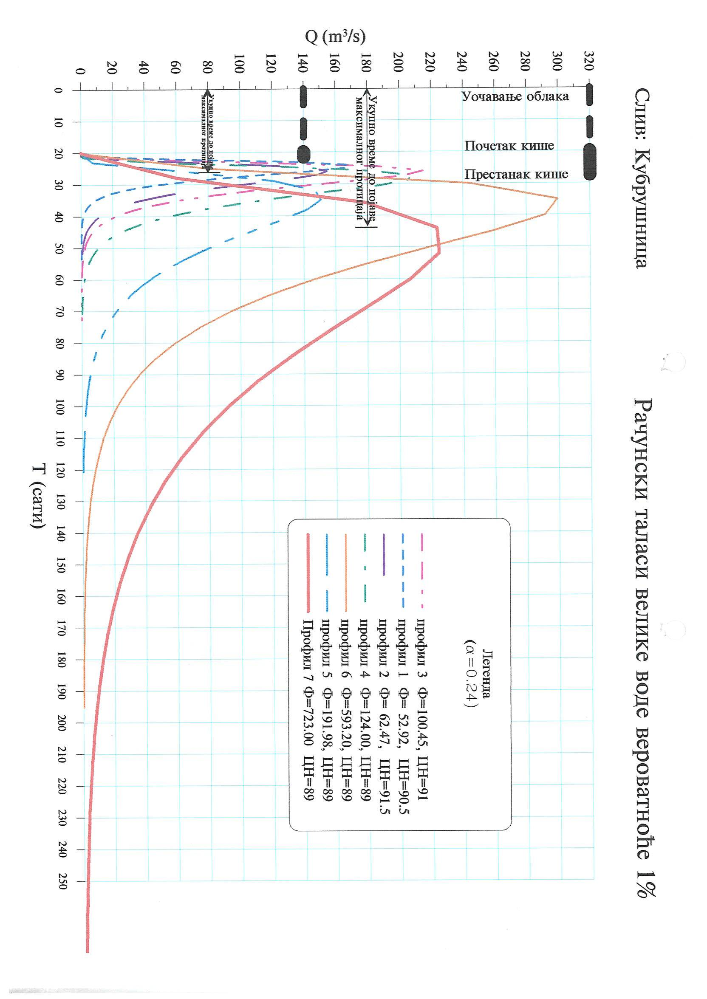 Слив: Кубрушница
Рачунски таласи велике воде вероватноће 1%
Уочавање облака
Почетак кише
Престанак кише
Укупно време до појаве
максималног протицаја
Укупно време до појаве
максималног протицаја
Q (m³/s)
320
300
280
260
240
220
200
180
160
140
120
100
80
60
40
20
0
0 10 20 30 40 50 60 70 80 90 100 110 120 130 140 150 160 170 180 190 200 210 220 230 240 250
Т (сати)
Легенда
(α=0.24)
профил 3 Ф=100.45, ЦН=91
профил 1 Ф= 52.92, ЦН=90.5
профил 2 Ф= 62.47, ЦН=91.5
профил 4 Ф=124.00, ЦН=89
профил 6 Ф=593.20, ЦН=89
профил 5 Ф=191.98, ЦН=89
Профил 7 Ф=723.00 ЦН=89